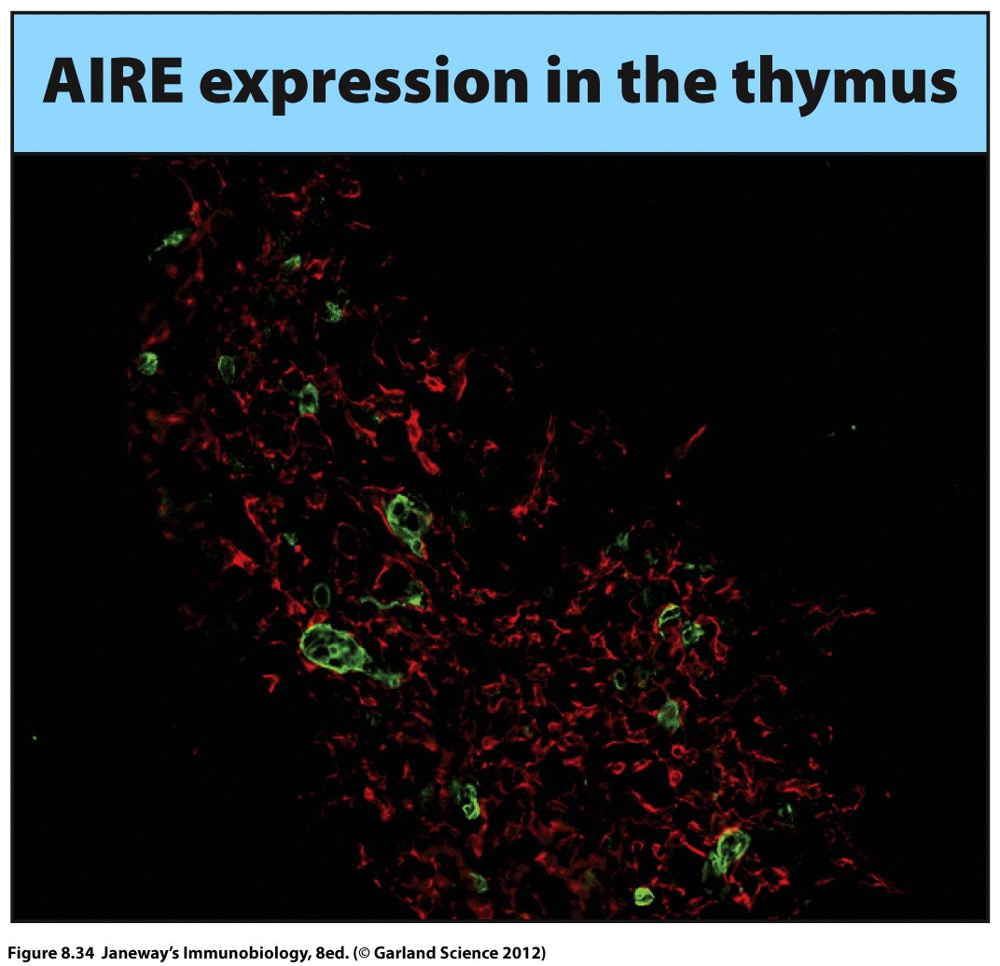 AIRE expression in the thymus
Figure 8.34 Janeway’s Immunobiology, 8ed. (© Garland Science 2012)